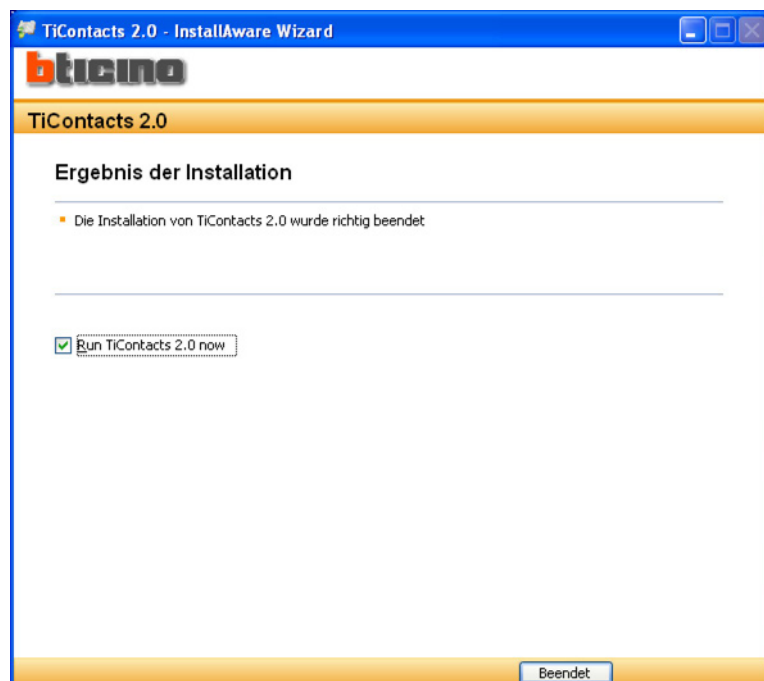 TiContacts 2.0 - InstallAware Wizard
bticino
TiContacts 2.0
Ergebnis der Installation
Die Installation von TiContacts 2.0 wurde richtig beendet
Run TiContacts 2.0 now
Beendet